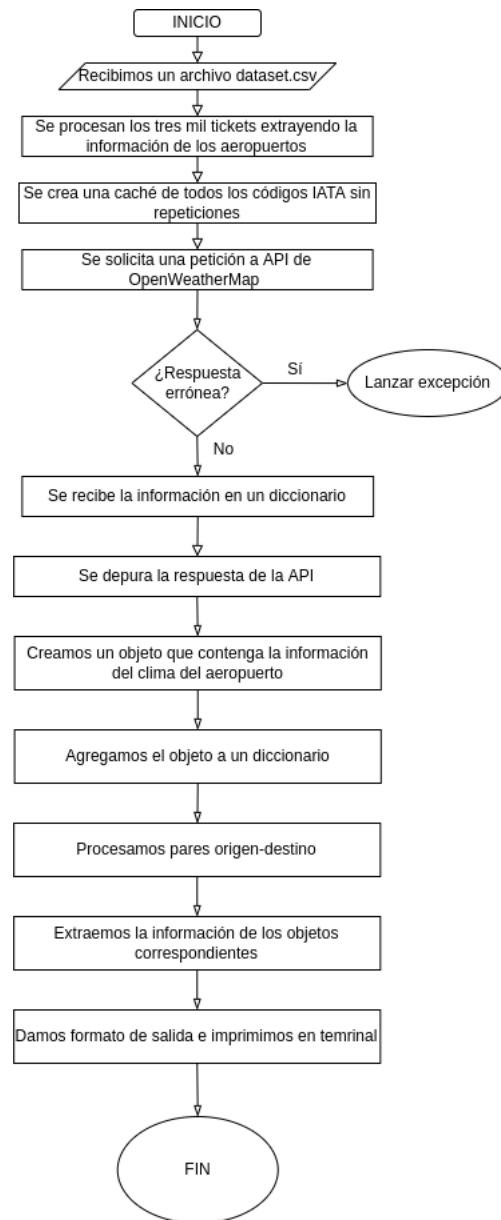 INICIO
Recibimos un archivo dataset.csv
Se procesan los tres mil tickets extrayendo la
información de los aeropuertos
Se crea una caché de todos los códigos IATA sin
repeticiones
Se solicita una petición a API de
OpenWeatherMap
¿Respuesta
errónea?
Sí
Lanzar excepción
No
Se recibe la información en un diccionario
Se depura la respuesta de la API
Creamos un objeto que contenga la información
del clima del aeropuerto
Agregamos el objeto a un diccionario
Procesamos pares origen-destino
Extraemos la información de los objetos
correspondientes
Damos formato de salida e imprimimos en temrinal
FIN